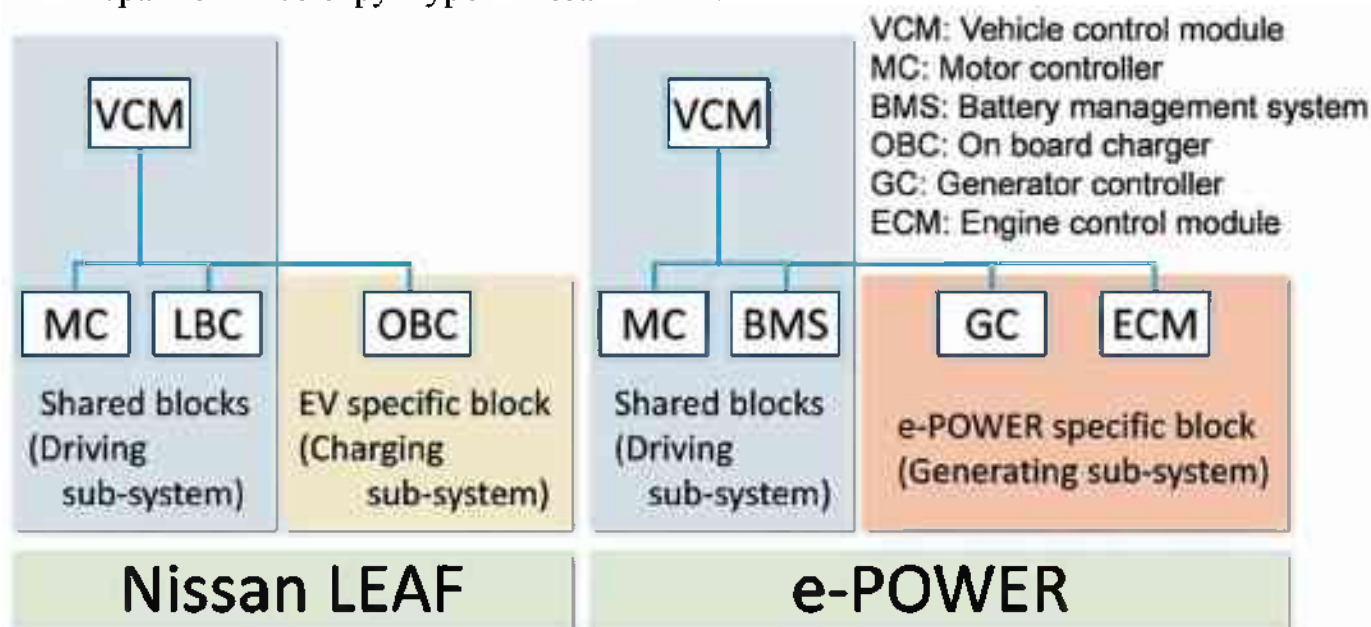 VCM: Vehicle control module
MC: Motor controller
BMS: Battery management system
OBC: On board charger
GC: Generator controller
ECM: Engine control module
VCM
VCM
MC
LBC
OBC
MC
BMS
GC
ECM
Shared blocks
(Driving
sub-system)
EV specific block
(Charging
sub-system)
Shared blocks
(Driving
sub-system)
e-POWER specific block
(Generating sub-system)
Nissan LEAF
e-POWER